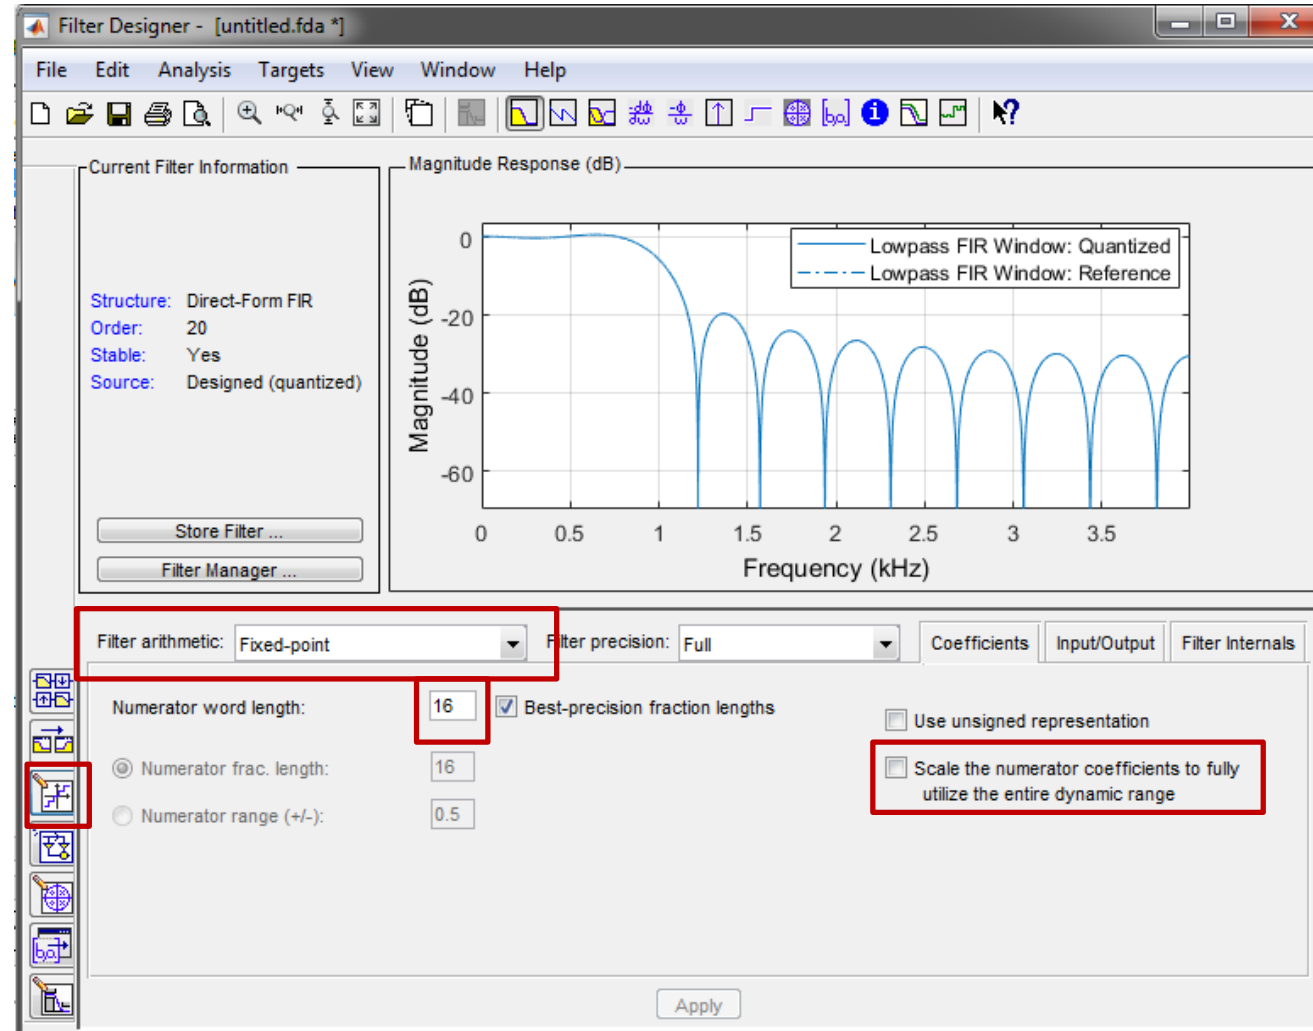 Filter Designer - [untitled.fda *]
File Edit Analysis Targets View Window Help
Current Filter Information
Structure: Direct-Form FIR
Order: 20
Stable: Yes
Source: Designed (quantized)
Store Filter ...
Filter Manager ...
Magnitude Response (dB)
Lowpass FIR Window: Quantized
Lowpass FIR Window: Reference
Magnitude (dB)
0
-20
-40
-60
0 0.5 1 1.5 2 2.5 3 3.5
Frequency (kHz)
Filter arithmetic: Fixed-point Filter precision: Full Coefficients Input/Output Filter Internals
Numerator word length: 16 Best-precision fraction lengths
Use unsigned representation
Numerator frac. length: 16
Scale the numerator coefficients to fully
utilize the entire dynamic range
Numerator range (+/-): 0.5
Apply